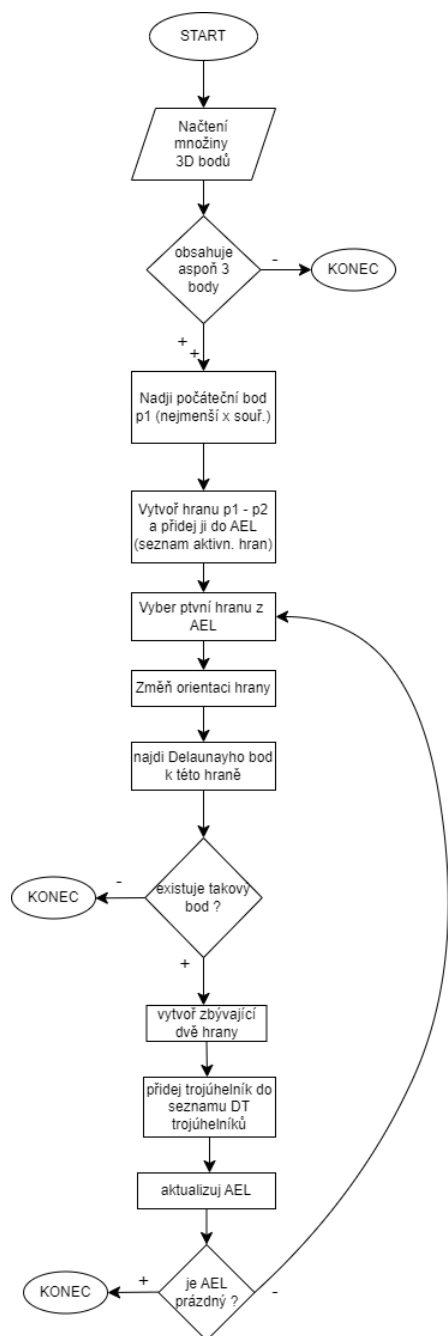 START
Načtení
množiny
3D bodů
obsahuje
aspoň 3
body
-
KONEC
+
+
Nadji počáteční bod
p1 (nejmenší x souř.)
Vytvoř hranu p1 - p2
a přidej ji do AEL
(seznam aktivn. hran)
Vyber ptvní hranu z
AEL
Změň orientaci hrany
najdi Delaunayho bod
k této hraně
existuje takový
bod ?
-
KONEC
+
vytvoř zbývající
dvě hrany
přidej trojúhelník do
seznamu DT
trojúhelníků
aktualizuj AEL
je AEL
prázdný ?
+
KONEC
-